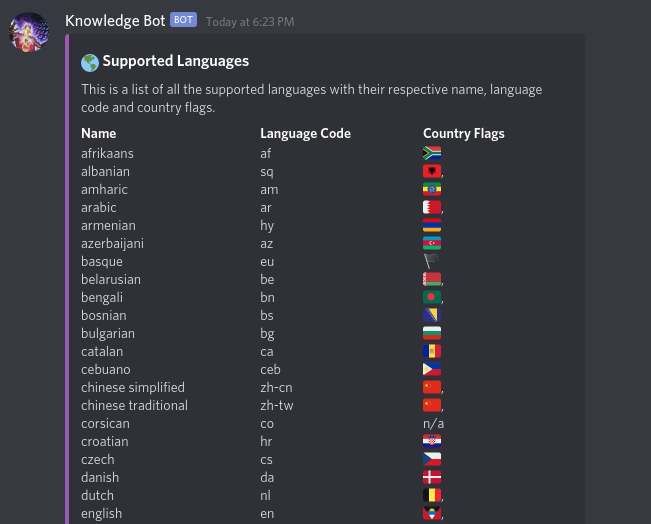 Knowledge Bot BOT Today at 6:23 PM
Supported Languages
This is a list of all the supported languages with their respective name, language
code and country flags.
Name Language Code Country Flags
afrikaans af
albanian sq ,
amharic am
arabic ar ,
armenian hy
azerbaijani az
basque eu
belarusian be ,
bengali bn ,
bosnian bs
bulgarian bg
catalan ca
cebuano ceb
chinese simplified zh-cn ,
chinese traditional zh-tw ,
corsican co n/a
croatian hr
czech cs
danish da
dutch nl ,
english en ,